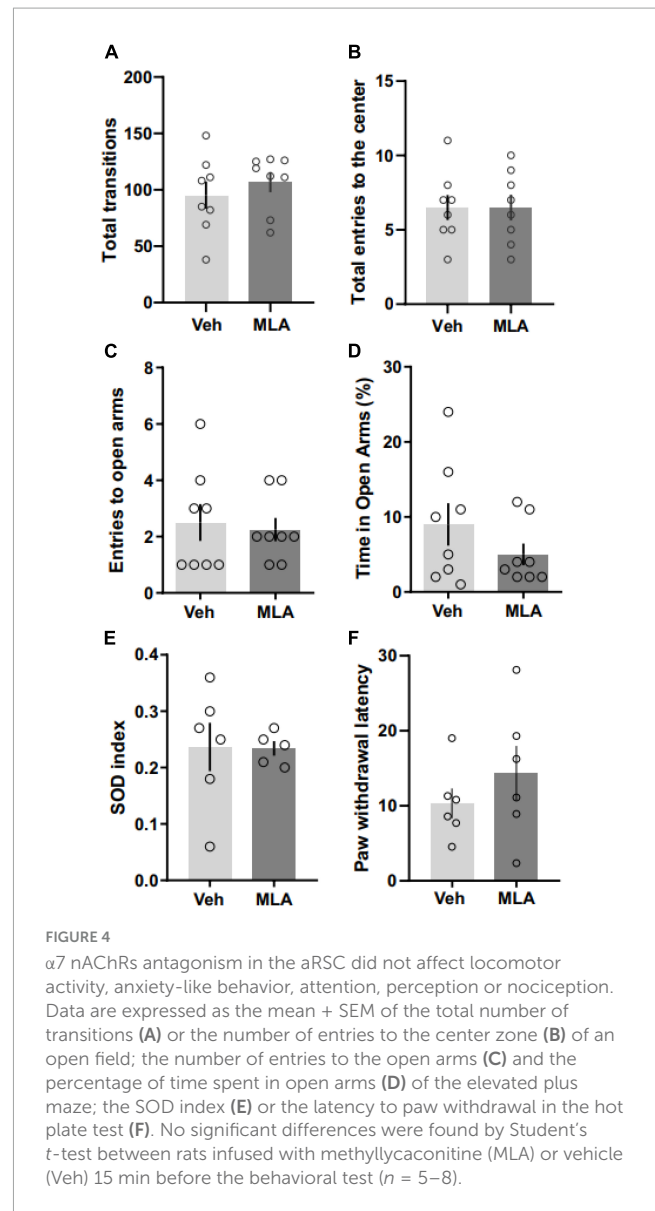 A
B
200
150
100
50
0
Total transitions
Veh
MLA
15
10
5
0
Total entries to the center
Veh
MLA
C
D
8
6
4
2
0
Entries to open arms
Veh
MLA
30
20
10
0
Time in Open Arms (%)
Veh
MLA
E
F
0.4
0.3
0.2
0.1
0.0
SOD index
Veh
MLA
30
20
10
0
Paw withdrawal latency
Veh
MLA
FIGURE 4
α7 nAChRs antagonism in the aRSC did not affect locomotor
activity, anxiety-like behavior, attention, perception or nociception.
Data are expressed as the mean + SEM of the total number of
transitions (A) or the number of entries to the center zone (B) of an
open field; the number of entries to the open arms (C) and the
percentage of time spent in open arms (D) of the elevated plus
maze; the SOD index (E) or the latency to paw withdrawal in the hot
plate test (F). No significant differences were found by Student's
t-test between rats infused with methyllycaconitine (MLA) or vehicle
(Veh) 15 min before the behavioral test (n = 5–8).